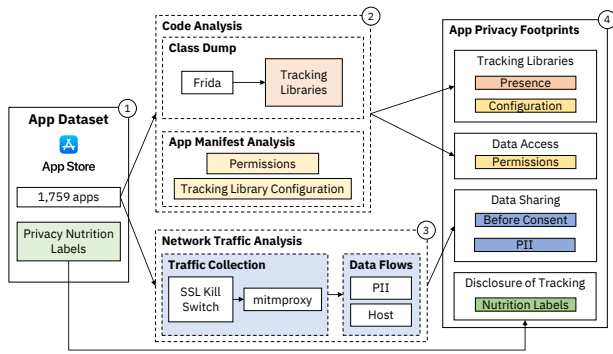 1
App Dataset
App Store
1,759 apps
Privacy Nutrition
Labels
2
Code Analysis
Class Dump
Frida
Tracking
Libraries
App Manifest Analysis
Permissions
Tracking Library Configuration
3
Network Traffic Analysis
Traffic Collection
SSL Kill
Switch
mitmproxy
Data Flows
PII
Host
4
App Privacy Footprints
Tracking Libraries
Presence
Configuration
Data Access
Permissions
Data Sharing
Before Consent
PII
Disclosure of Tracking
Nutrition Labels